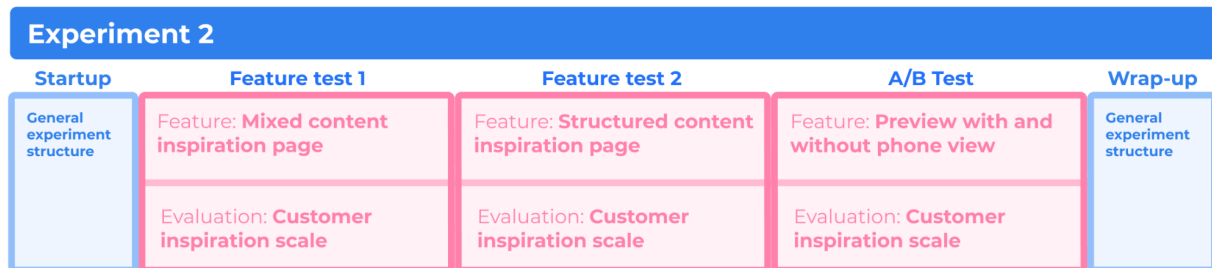 Experiment 2
Startup
Feature test 1
Feature test 2
A/B Test
Wrap-up
General
experiment
structure
Feature: Mixed content
inspiration page
Evaluation: Customer
inspiration scale
Feature: Structured content
inspiration page
Evaluation: Customer
inspiration scale
Feature: Preview with and
without phone view
Evaluation: Customer
inspiration scale
General
experiment
structure